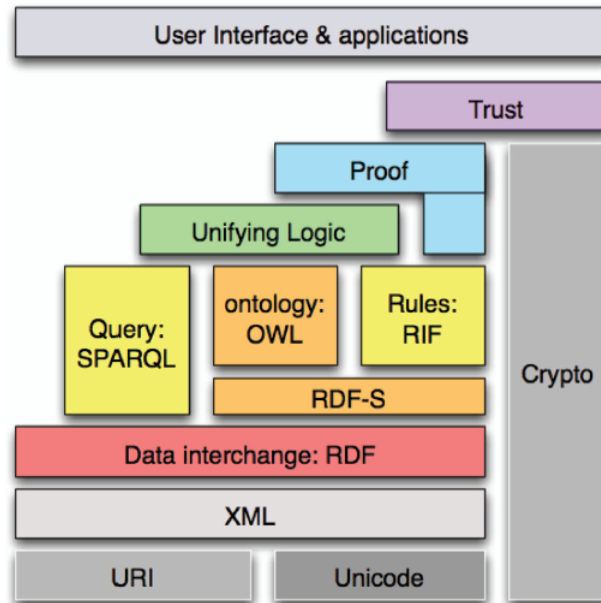 User Interface & applications
Trust
Proof
Unifying Logic
Query:
SPARQL
ontology:
OWL
Rules:
RIF
Crypto
RDF-S
Data interchange: RDF
XML
URI
Unicode